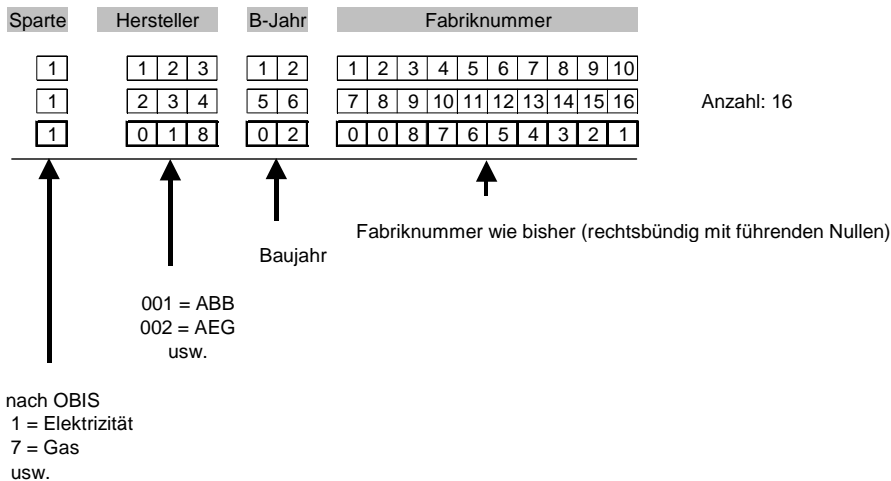 Sparte Hersteller B-Jahr Fabriknummer
1 1 2 3 1 2 1 2 3 4 5 6 7 8 9 10
1 2 3 4 5 6 7 8 9 10 11 12 13 14 15 16 Anzahl: 16
1 0 1 8 0 2 0 0 8 7 6 5 4 3 2 1
Fabriknummer wie bisher (rechtsbündig mit führenden Nullen)
Baujahr
001 = ABB
002 = AEG
usw.
nach OBIS
1 = Elektrizität
7 = Gas
usw.